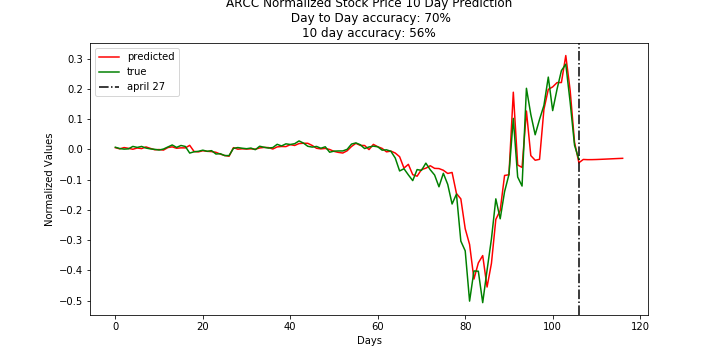 ARCC Normalized Stock Price 10 Day Prediction
Day to Day accuracy: 70%
10 day accuracy: 56%
predicted
true
april 27
Normalized Values
0.3
0.2
0.1
0.0
−0.1
−0.2
−0.3
−0.4
−0.5
0 20 40 60 80 100 120
Days